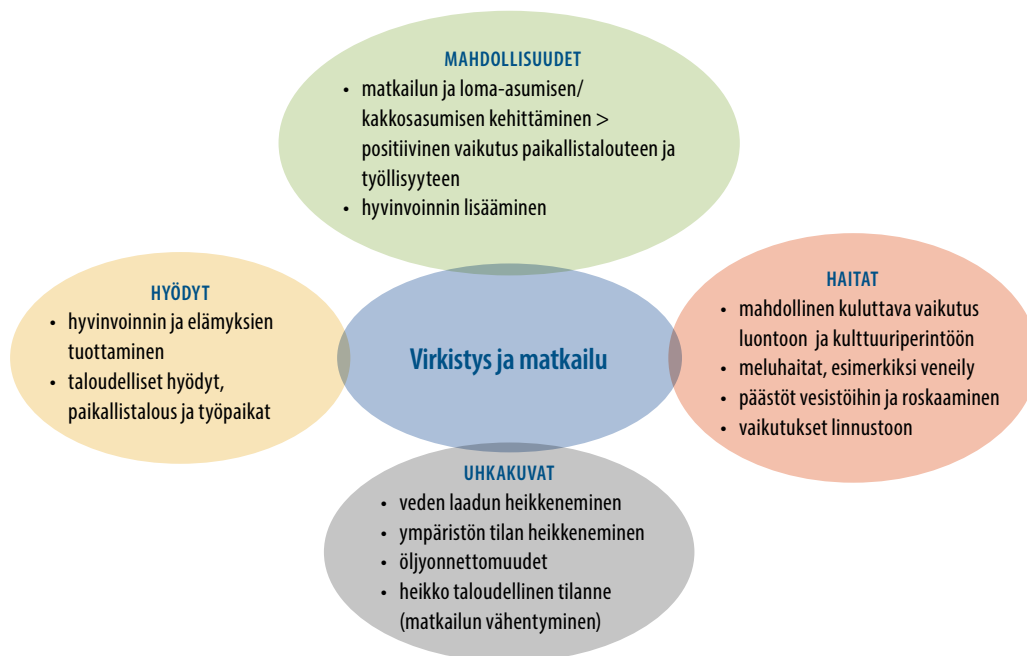 MAHDOLLISUUDET
• matkailun ja loma-asumisen/
kakkosasumisen kehittäminen >
positiivinen vaikutus paikallistalouteen ja
työllisyyteen
• hyvinvoinnin lisääminen
HYÖDYT
• hyvinvoinnin ja elämyksien
tuottaminen
• taloudelliset hyödyt,
paikallistalous ja työpaikat
Virkistys ja matkailu
HAITAT
• mahdollinen kuluttava vaikutus
luontoon ja kulttuuriperintöön
• meluhaitat, esimerkiksi veneily
• päästöt vesistöihin ja roskaaminen
• vaikutukset linnustoon
UHKAKUVAT
• veden laadun heikkeneminen
• ympäristön tilan heikkeneminen
• öljyonnettomuudet
• heikko taloudellinen tilanne
(matkailun vähentyminen)